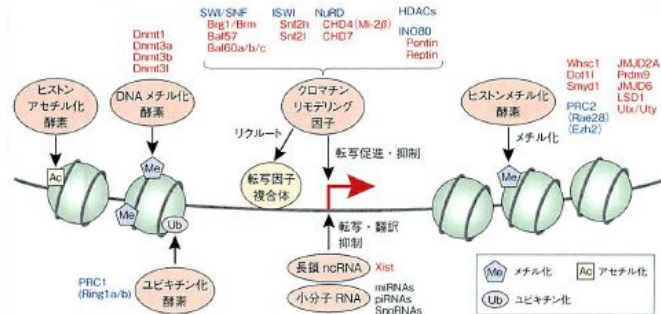 SWI/SNF
Brg1/Brm
Baf57
Baf60a/b/c
ISWI
Snf2h
Snf2l
NuRD
CHD4(Mi-2β)
CHD7
HDACs
INO80
Pontin
Reptin
Dnmt1
Dnmt3a
Dnmt3b
Dnmt3l
Whsc1
Dot1l
Smyd1
PRC2
(Rae28)
(Ezh2)
JMJD2A
Prdm9
JMJD6
LSD1
Utx/Uty
ヒストン
アセチル化
酵素
DNA メチル化
酵素
クロマチン
リモデリング
因子
ヒストンメチル化
酵素
リクルート
転写促進・抑制
メチル化
Ac
Me
Me
Ub
転写因子
複合体
Me
転写・翻訳
抑制
PRC1
(Ring1a/b)
ユビキチン化
酵素
長鎖 ncRNA
Xist
小分子 RNA
miRNAs
piRNAs
SnoRNAs
Me メチル化
Ac アセチル化
Ub ユビキチン化